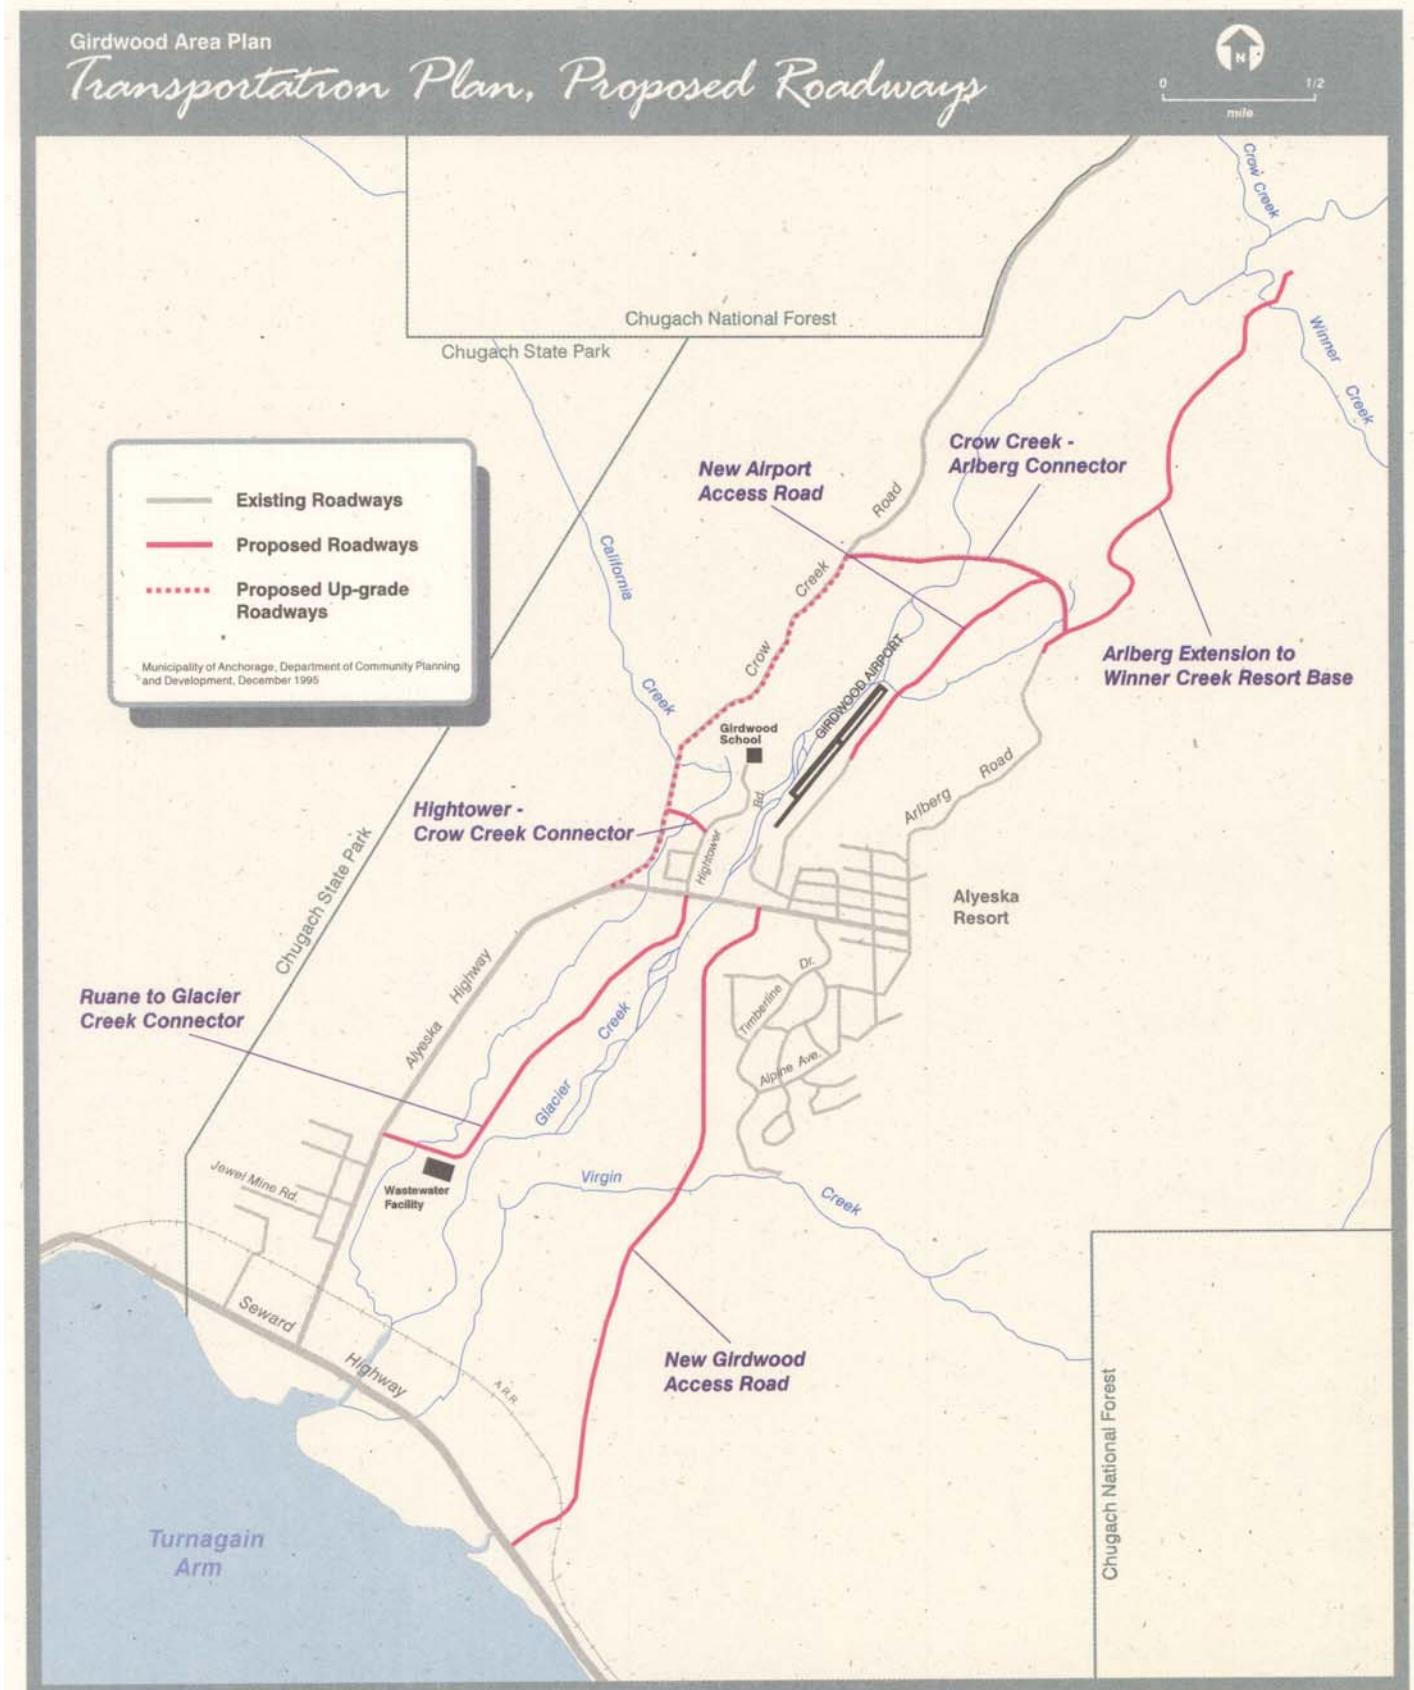 Girdwood Area Plan
Transportation Plan, Proposed Roadways
N
0 1/2
mile
Crow Creek
Chugach National Forest
Chugach State Park
Winner
Creek
Crow Creek -
Arlberg Connector
New Airport
Access Road
Road
Existing Roadways
Proposed Roadways
Proposed Up-grade
Roadways
Municipality of Anchorage, Department of Community Planning
and Development, December 1995
California
Creek
Creek
Crow
GIRDWOOD AIRPORT
Arlberg Extension to
Winner Creek Resort Base
Girdwood
School
Rd.
Hightower
Road
Arlberg
Hightower -
Crow Creek Connector
Chugach State Park
Alyeska
Resort
Highway
Alyeska
Dr.
Timberline
Alpine Ave.
Ruane to Glacier
Creek Connector
Creek
Glacier
Jewel Mine Rd.
Wastewater
Facility
Virgin
Creek
Seward
Highway
A.R.R.
New Girdwood
Access Road
Chugach National Forest
Turnagain
Arm